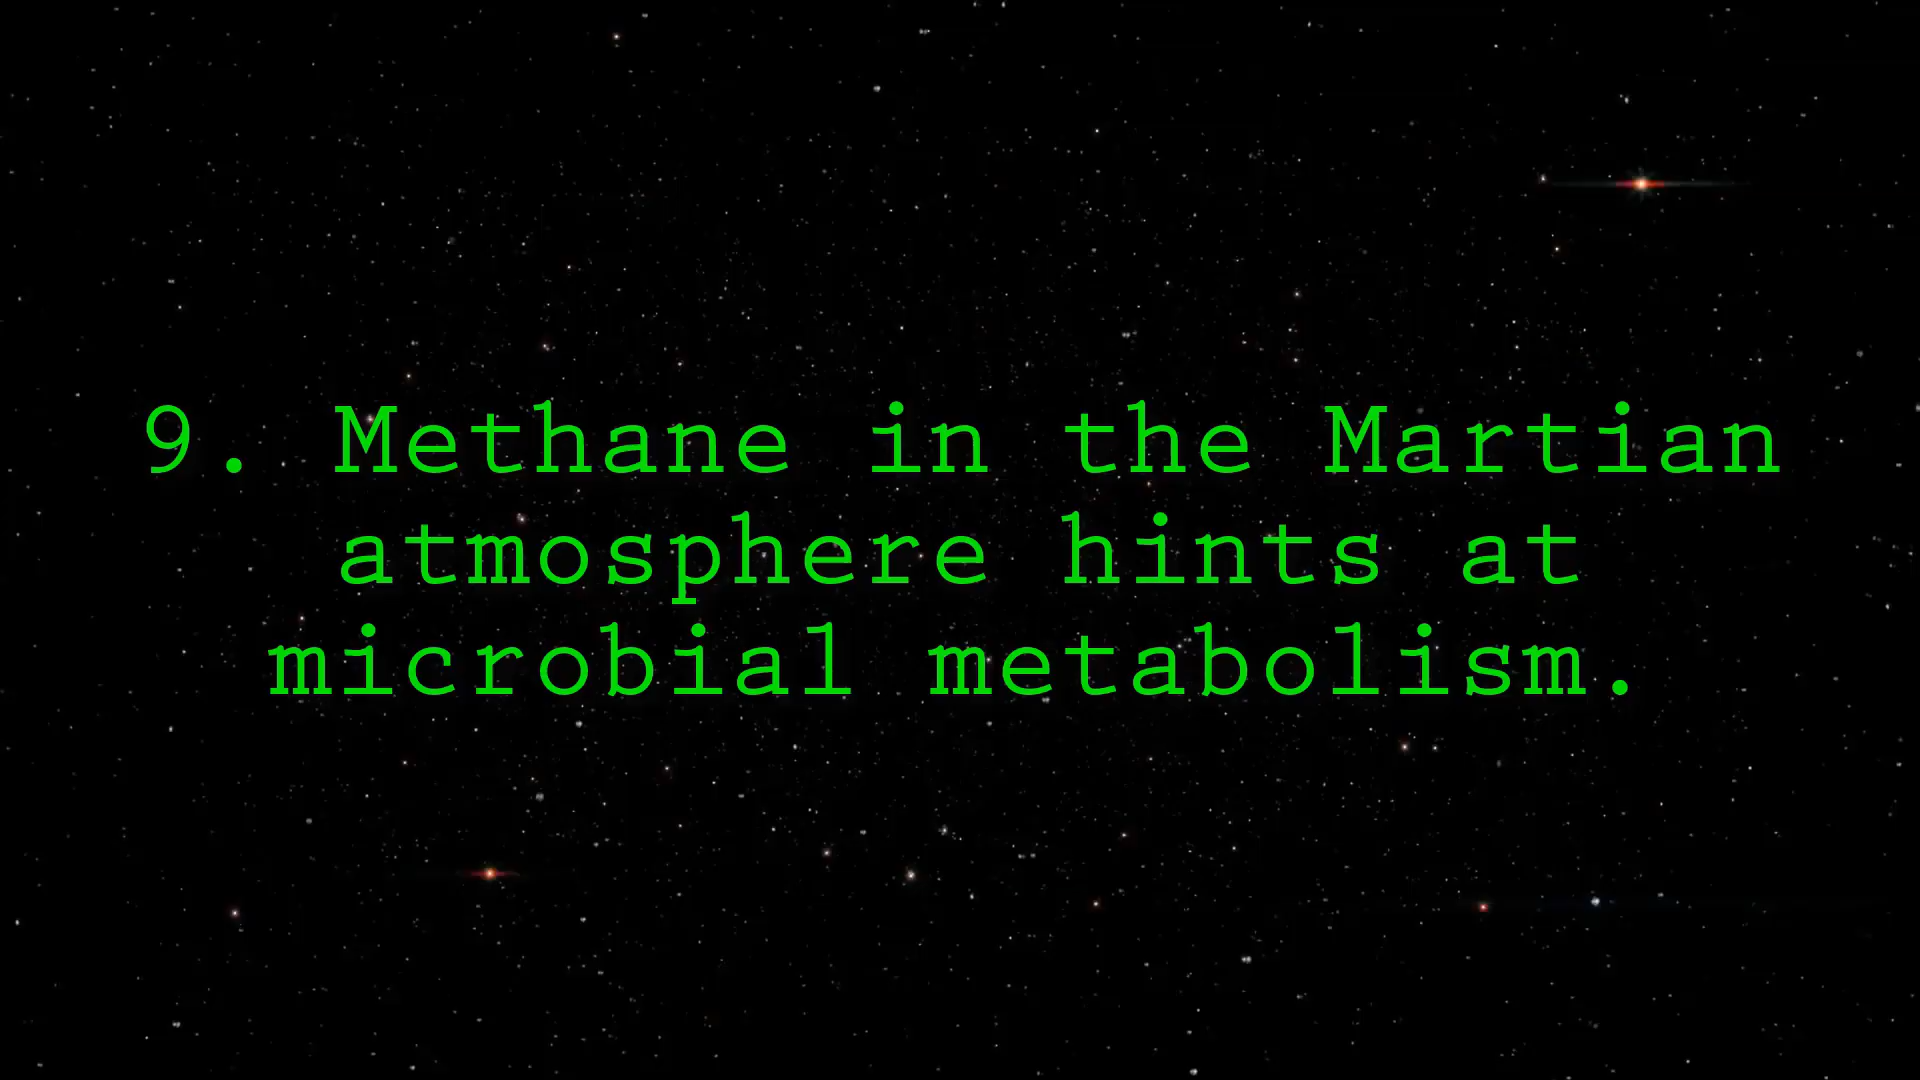 9. Methane in the Martian
atmosphere hints at
microbial metabolism.